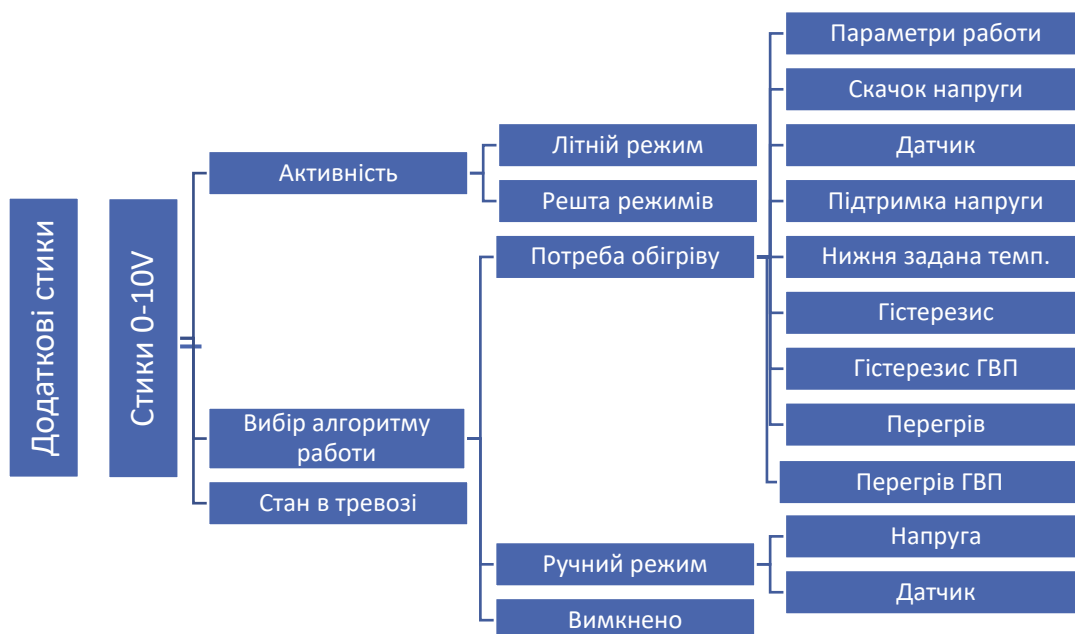 Додаткові стики
Стики 0-10V
Активність
Літній режим
Решта режимів
Вибір алгоритму
работи
Потреба обігріву
Параметри работи
Скачок напруги
Датчик
Підтримка напруги
Нижня задана темп.
Гістерезис
Гістерезис ГВП
Перегрів
Перегрів ГВП
Ручний режим
Напруга
Датчик
Вимкнено
Стан в тревозі